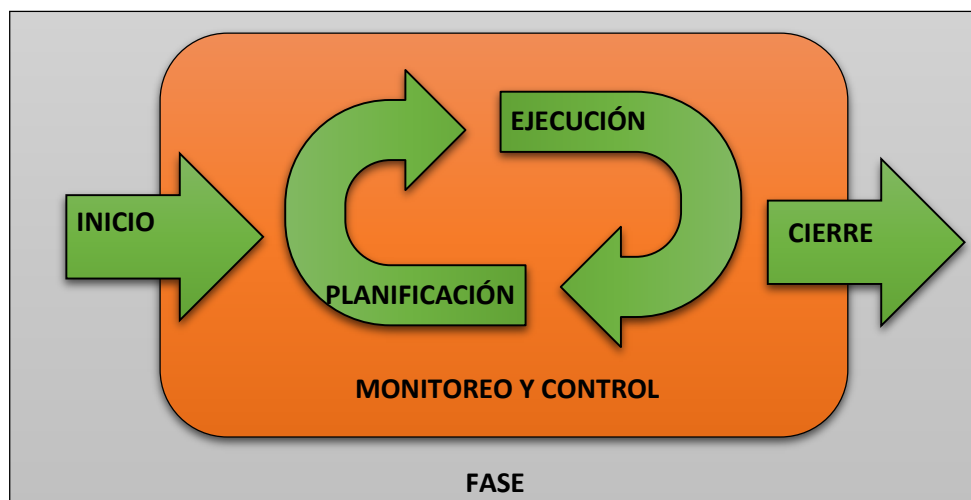 EJECUCIÓN
INICIO
CIERRE
PLANIFICACIÓN
MONITOREO Y CONTROL
FASE